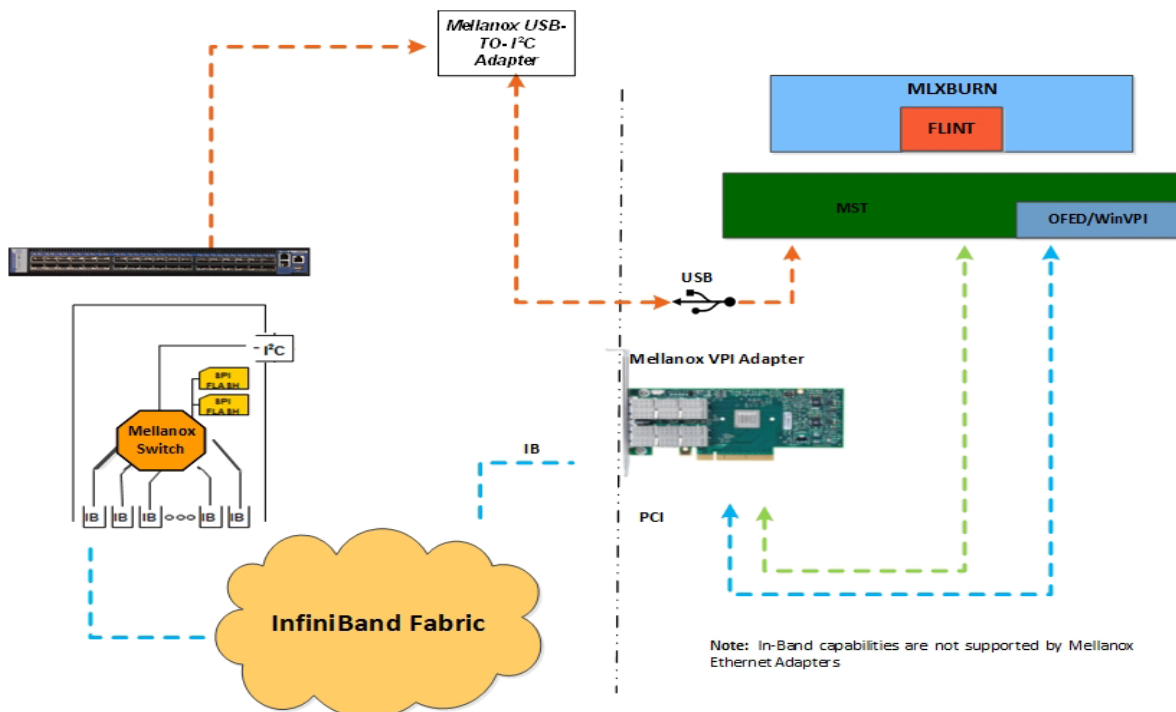 Mellanox USB-
TO- I²C
Adapter
MLXBURN
FLINT
MST
OFED/WinVPI
USB
- I²C
SPI
FLASH
SPI
FLASH
Mellanox
Switch
IB
IB
IB
IB
IB
Mellanox VPI Adapter
IB
PCI
InfiniBand Fabric
Note: In-Band capabilities are not supported by Mellanox
Ethernet Adapters